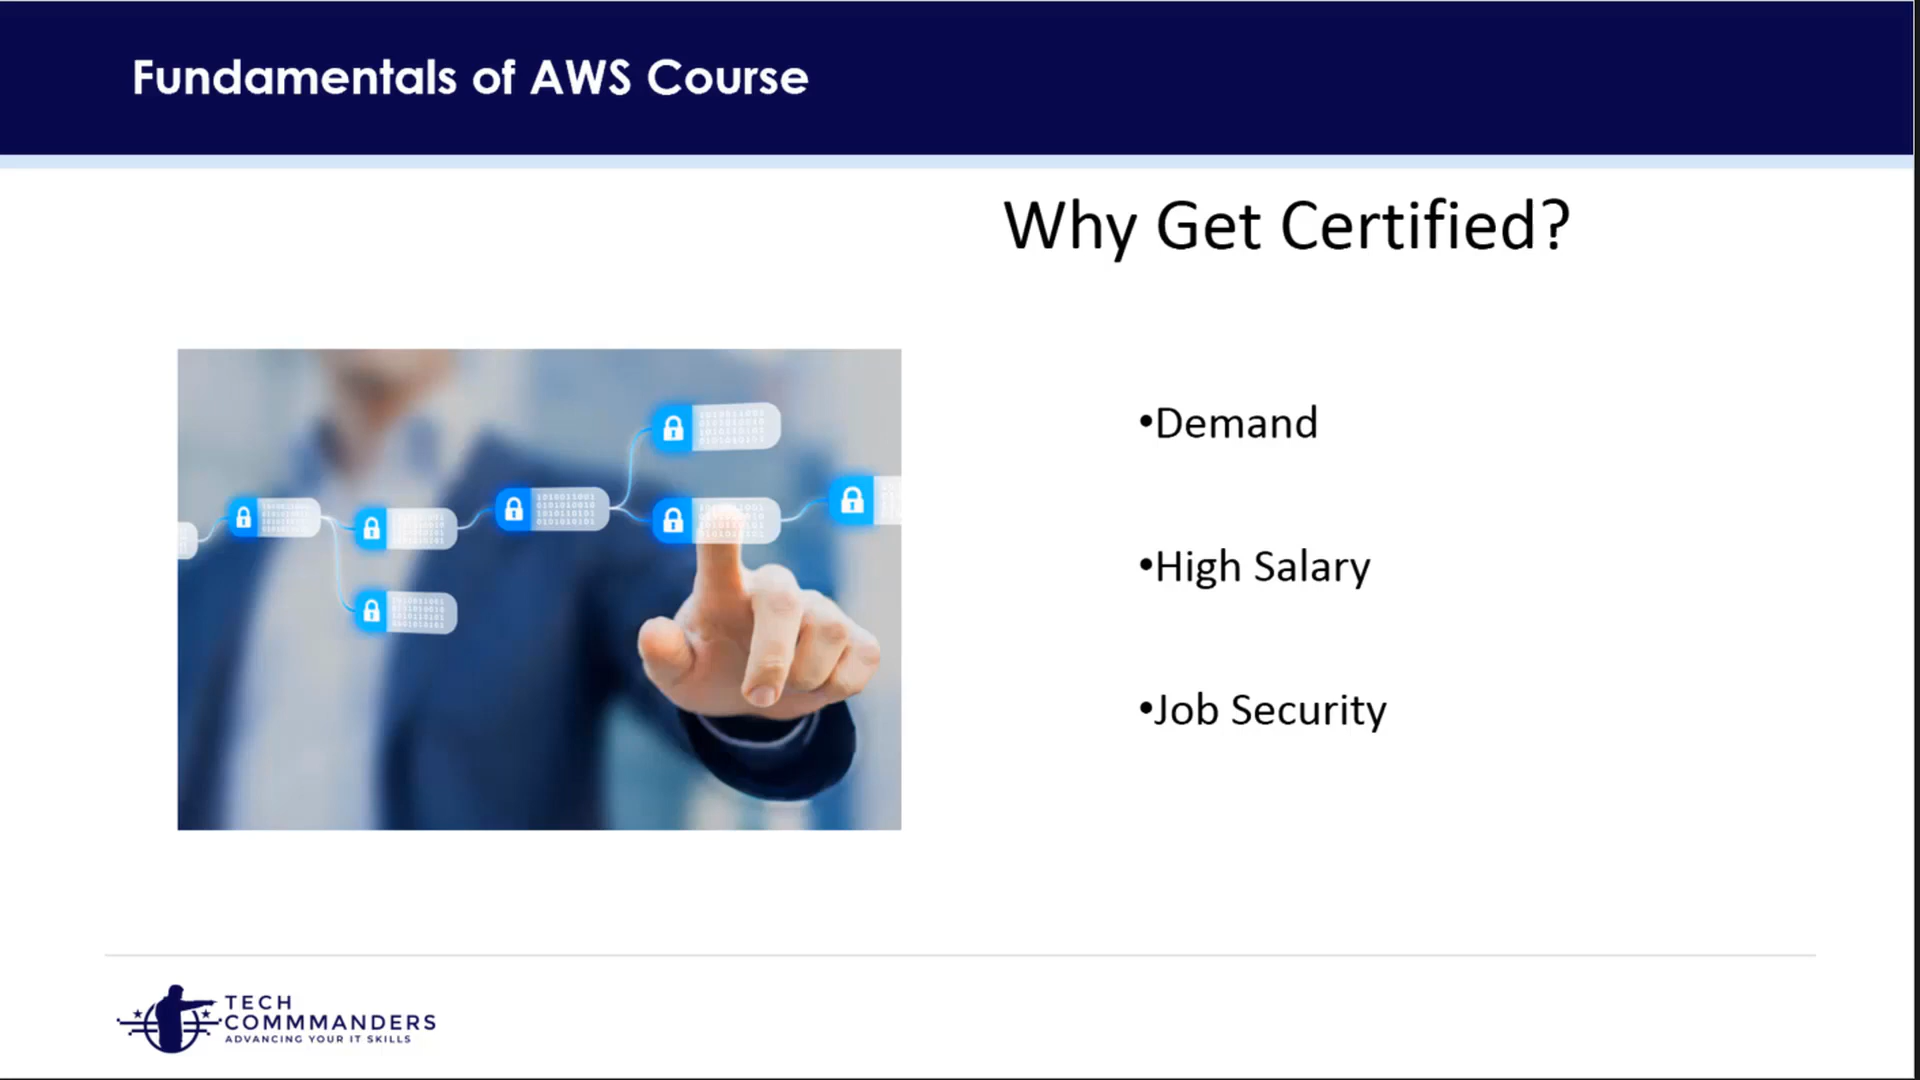 Fundamentals of AWS Course
Why Get Certified?
•Demand
•High Salary
•Job Security
TECH
COMMMANDERS
ADVANCING YOUR IT SKILLS